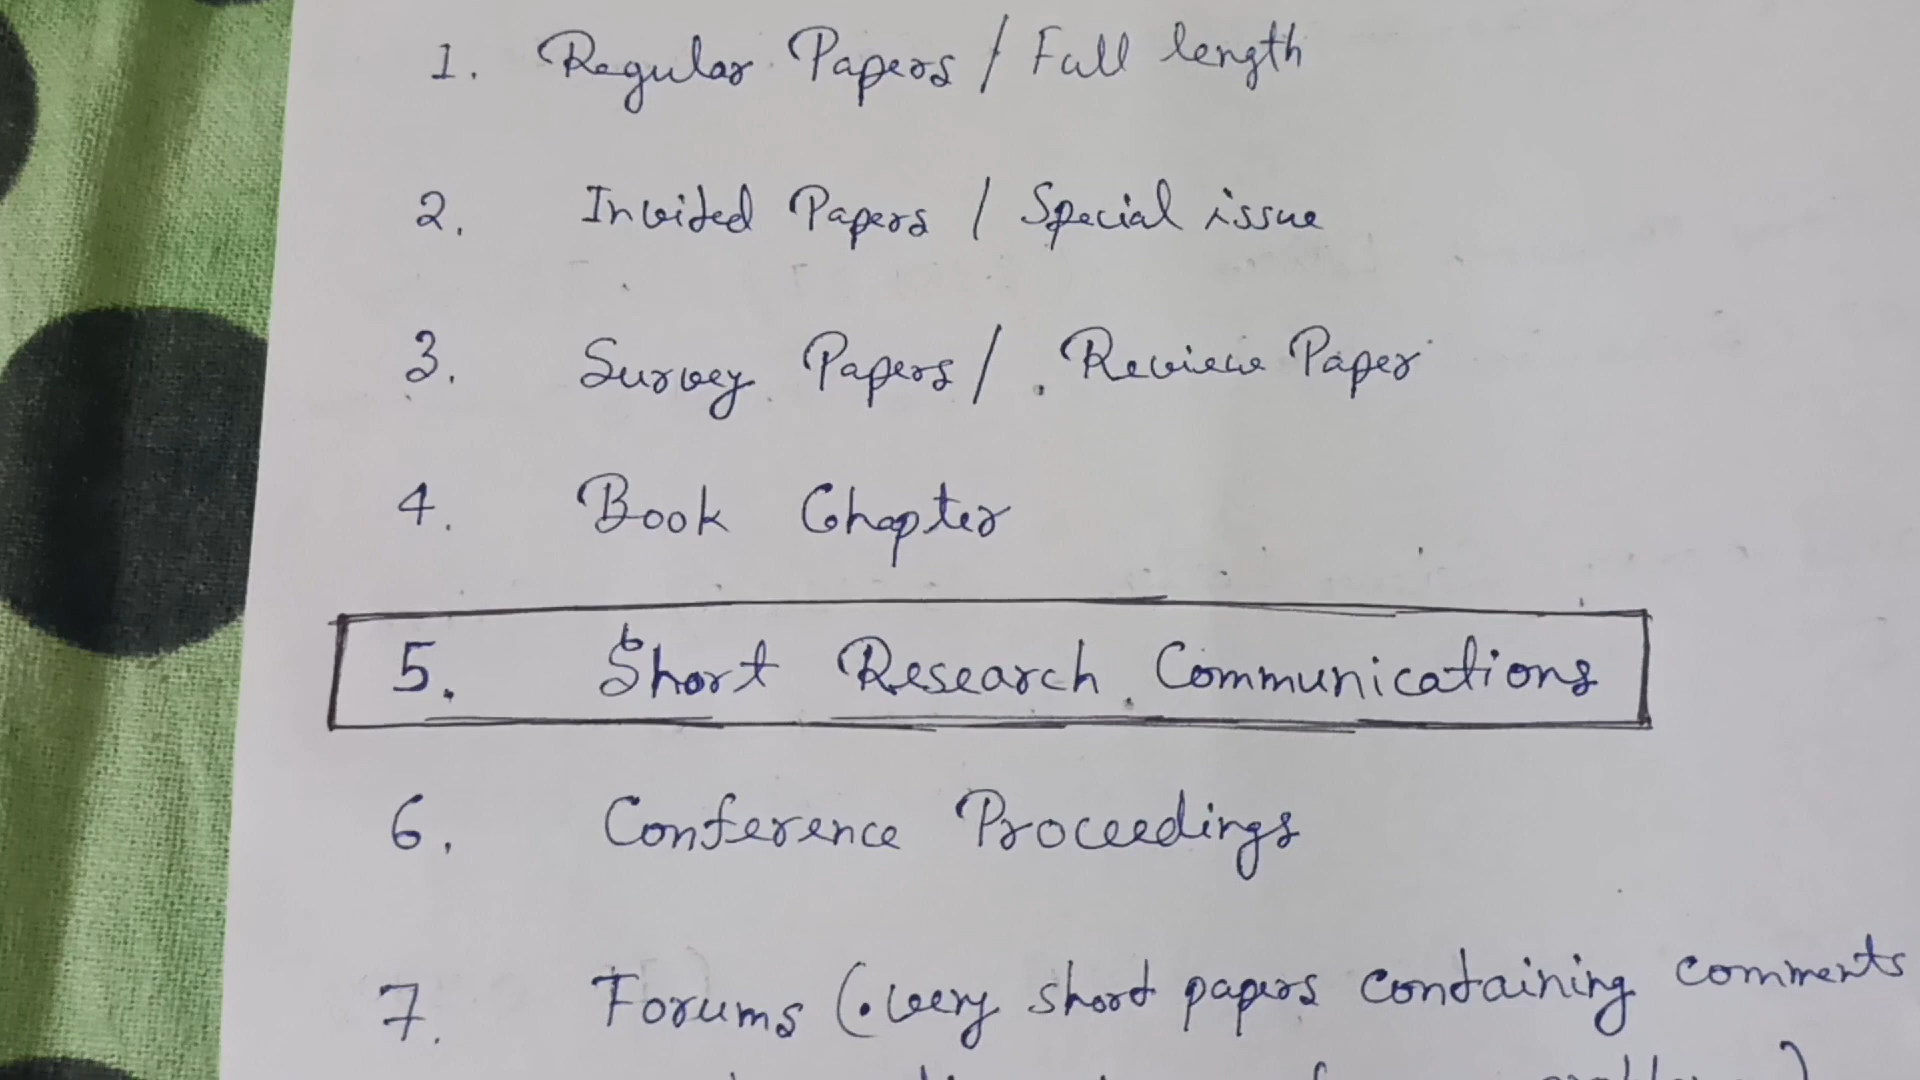 1. Regular Papers / Full length
2. Invited Papers / Special issue
3. Survey Papers / Review Paper
4. Book Chapter
5. Short Research Communications
6. Conference Proceedings
7. Forums (very short papers containing comments